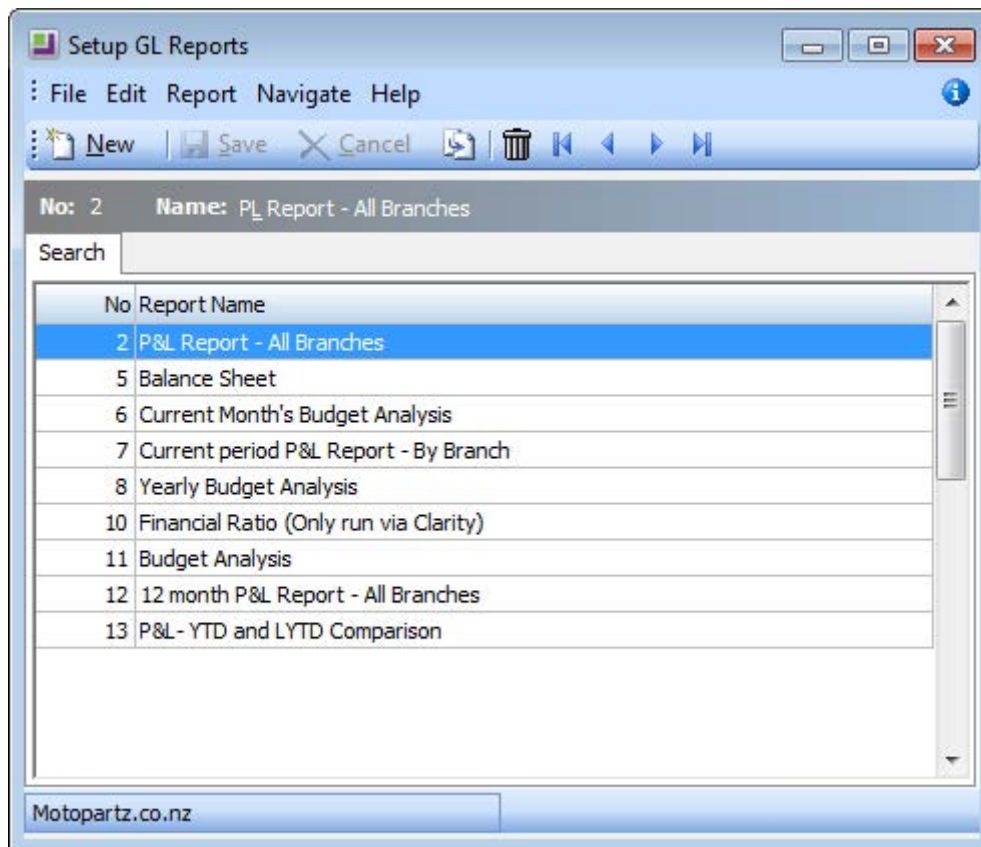 Setup GL Reports
File Edit Report Navigate Help
New Save Cancel
No: 2 Name: PL Report - All Branches
Search
No Report Name
2 P&L Report - All Branches
5 Balance Sheet
6 Current Month's Budget Analysis
7 Current period P&L Report - By Branch
8 Yearly Budget Analysis
10 Financial Ratio (Only run via Clarity)
11 Budget Analysis
12 12 month P&L Report - All Branches
13 P&L- YTD and LYTD Comparison
Motopartz.co.nz